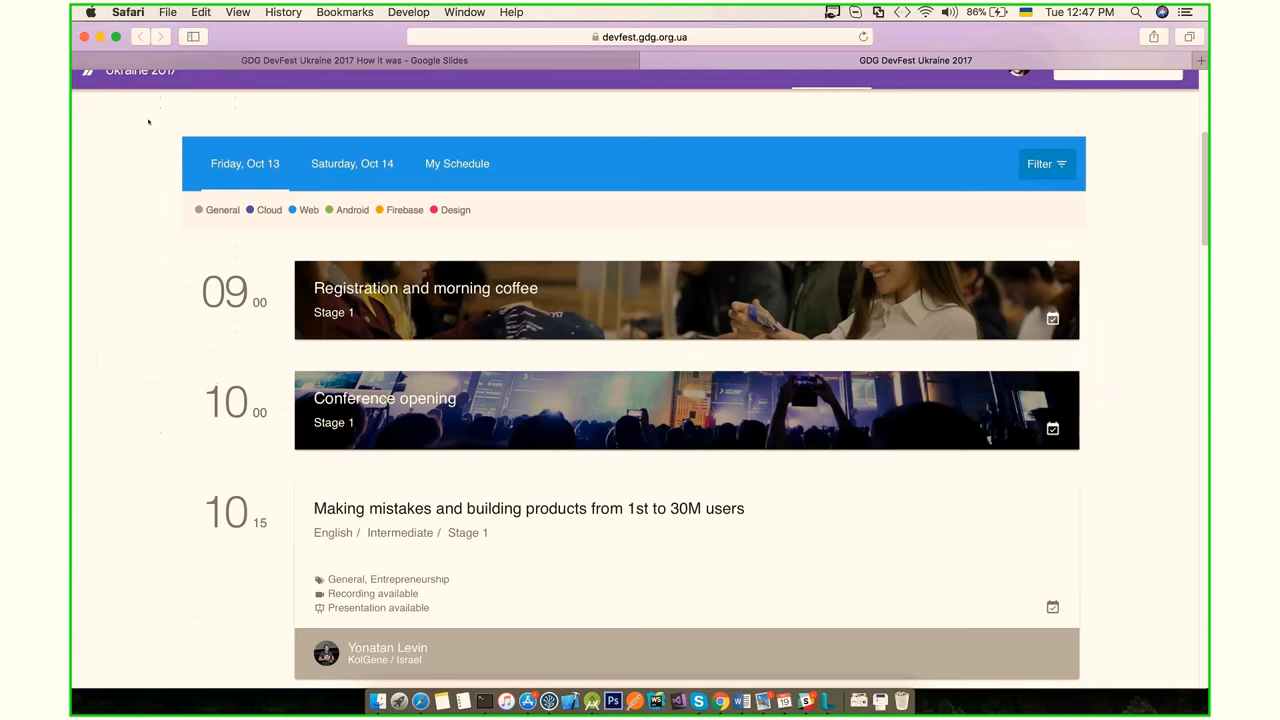 Safari File Edit View History Bookmarks Develop Window Help 86% Tue 12:47 PM
devfest.gdg.org.ua
GDG DevFest Ukraine 2017 How it was - Google Slides
GDG DevFest Ukraine 2017
Ukraine 2017
Friday, Oct 13 Saturday, Oct 14 My Schedule Filter
General Cloud Web Android Firebase Design
09 00
Registration and morning coffee
Stage 1
10 00
Conference opening
Stage 1
10 15
Making mistakes and building products from 1st to 30M users
English / Intermediate / Stage 1
General, Entrepreneurship
Recording available
Presentation available
Yonatan Levin
KolGene / Israel
Ps
WS
19